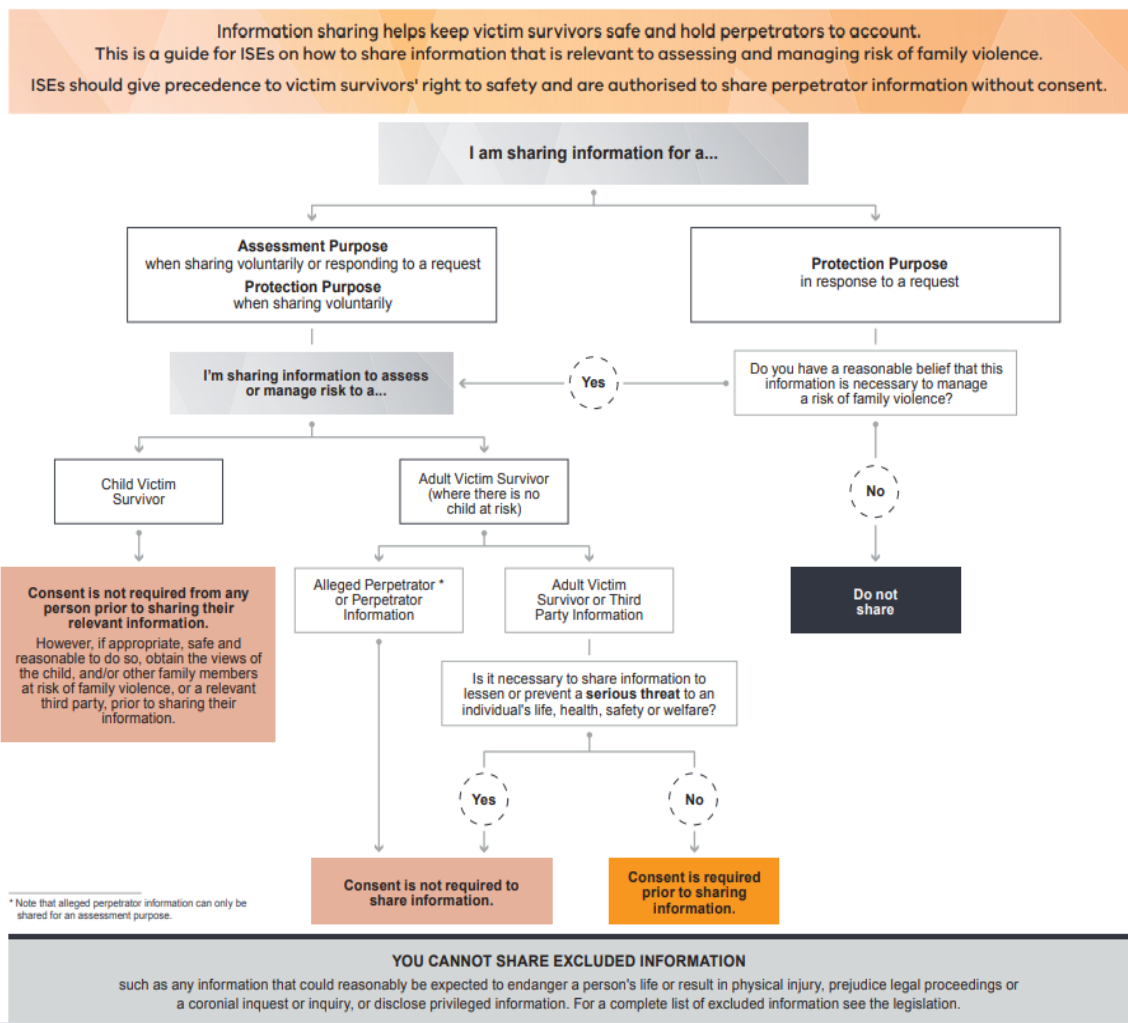 Information sharing helps keep victim survivors safe and hold perpetrators to account.
This is a guide for ISEs on how to share information that is relevant to assessing and managing risk of family violence.
ISEs should give precedence to victim survivors' right to safety and are authorised to share perpetrator information without consent.
I am sharing information for a...
Assessment Purpose
when sharing voluntarily or responding to a request
Protection Purpose
when sharing voluntarily
Protection Purpose
in response to a request
I'm sharing information to assess
or manage risk to a...
Yes
Do you have a reasonable belief that this
information is necessary to manage
a risk of family violence?
Child Victim
Survivor
Adult Victim Survivor
(where there is no
child at risk)
No
Consent is not required from any
person prior to sharing their
relevant information.
However, if appropriate, safe and
reasonable to do so, obtain the views of
the child, and/or other family members
at risk of family violence, or a relevant
third party, prior to sharing their
information.
Alleged Perpetrator *
or Perpetrator
Information
Adult Victim
Survivor or Third
Party Information
Do not
share
Is it necessary to share information to
lessen or prevent a serious threat to an
individual's life, health, safety or welfare?
Yes
No
Consent is not required to
share information.
Consent is required
prior to sharing
information.
* Note that alleged perpetrator information can only be
shared for an assessment purpose.
YOU CANNOT SHARE EXCLUDED INFORMATION
such as any information that could reasonably be expected to endanger a person's life or result in physical injury, prejudice legal proceedings or
a coronial inquest or inquiry, or disclose privileged information. For a complete list of excluded information see the legislation.